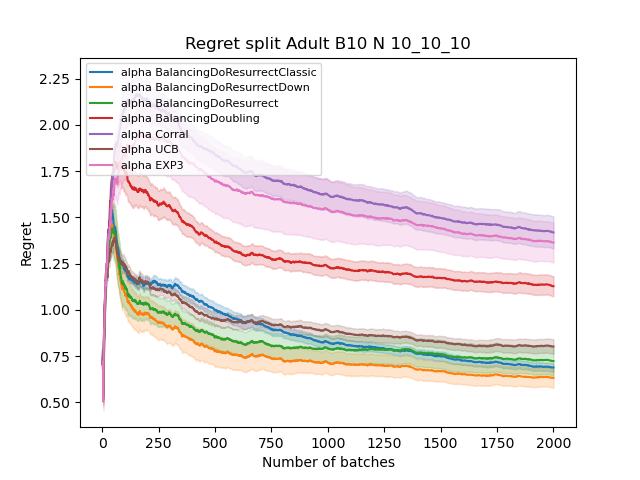 Regret split Adult B10 N 10_10_10
alpha BalancingDoResurrectClassic
alpha BalancingDoResurrectDown
alpha BalancingDoResurrect
alpha BalancingDoubling
alpha Corral
alpha UCB
alpha EXP3
Regret
2.25
2.00
1.75
1.50
1.25
1.00
0.75
0.50
0 250 500 750 1000 1250 1500 1750 2000
Number of batches